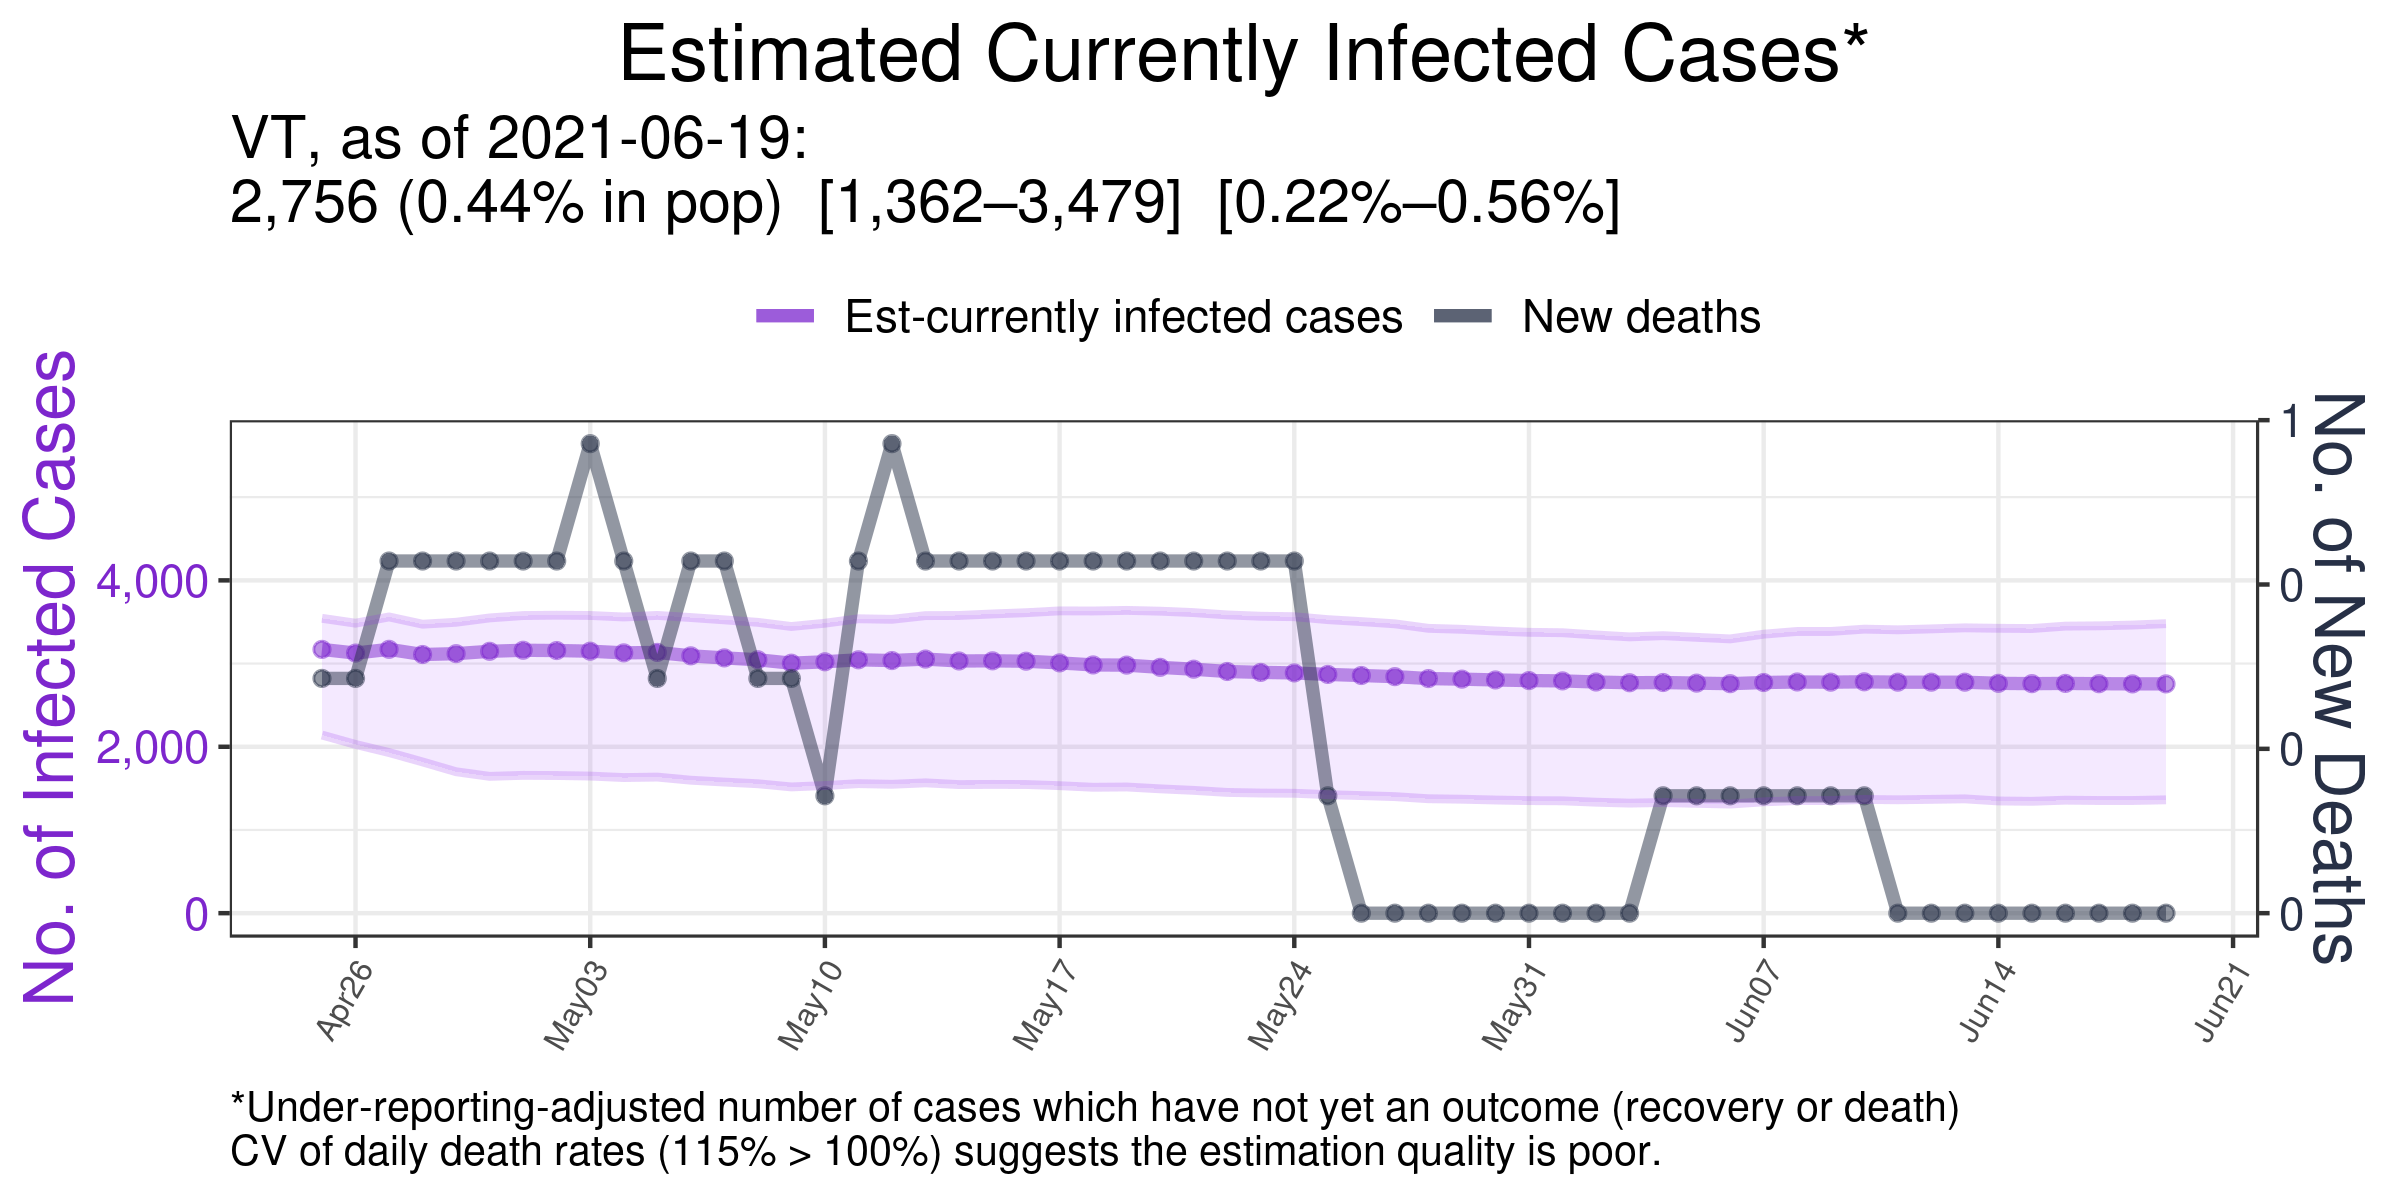 Estimated Currently Infected Cases*
VT, as of 2021-06-19:
2,756 (0.44% in pop)  [1,362–3,479]  [0.22%–0.56%]
Est-currently infected cases
New deaths
No. of Infected Cases
4,000
2,000
0
1
0
0
0
No. of New Deaths
Apr26
May03
May10
May17
May24
May31
Jun07
Jun14
Jun21
*Under-reporting-adjusted number of cases which have not yet an outcome (recovery or death)
CV of daily death rates (115% > 100%) suggests the estimation quality is poor.